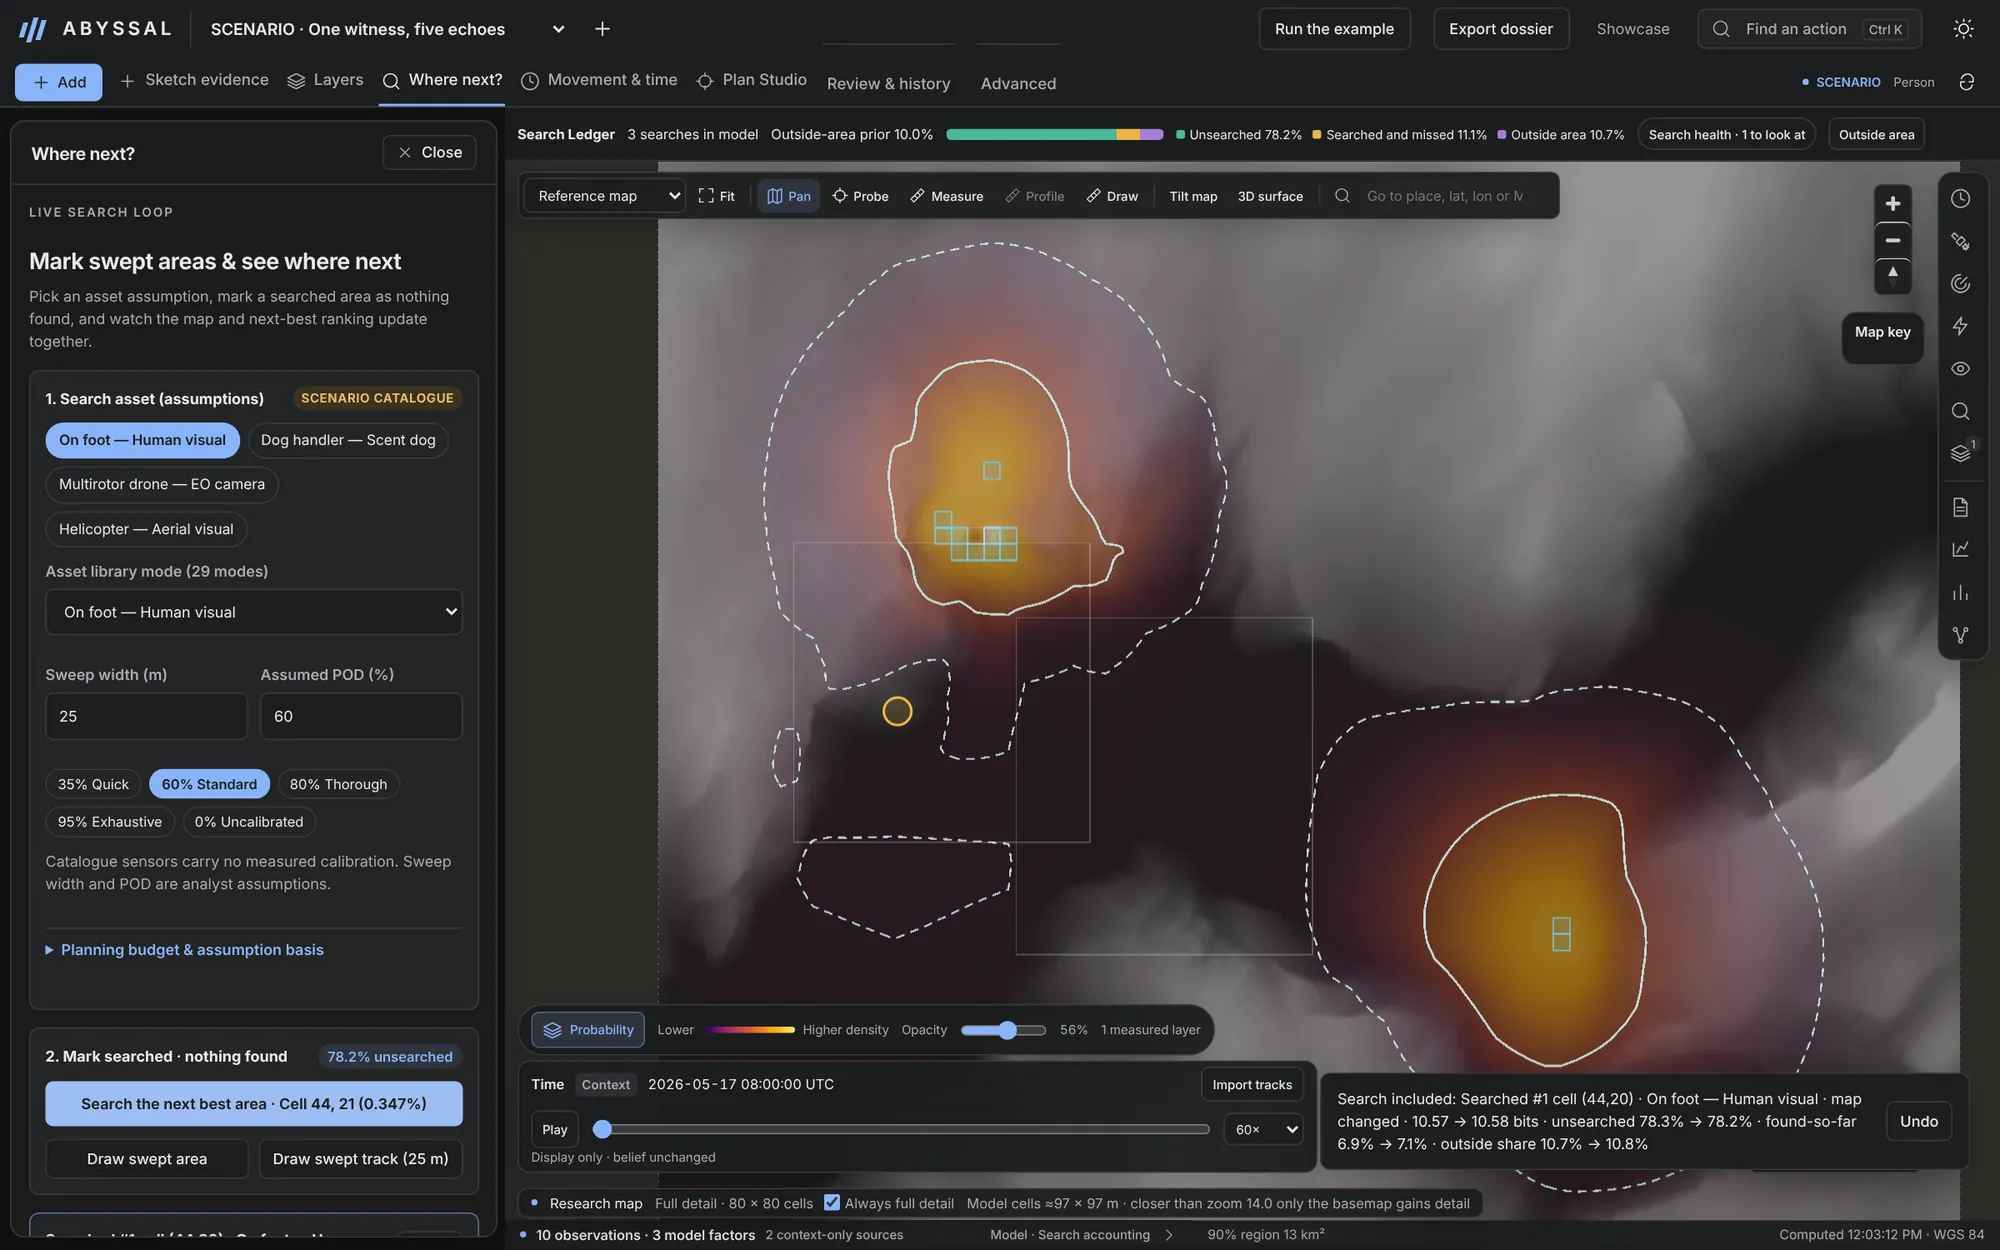 ABYSSAL
SCENARIO · One witness, five echoes
Run the example
Export dossier
Showcase
Find an action
Ctrl K
Add
Sketch evidence
Layers
Where next?
Movement & time
Plan Studio
Review & history
Advanced
SCENARIO
Person
Where next?
Close
LIVE SEARCH LOOP
Mark swept areas & see where next
Pick an asset assumption, mark a searched area as nothing
found, and watch the map and next-best ranking update
together.
1. Search asset (assumptions)
SCENARIO CATALOGUE
On foot — Human visual
Dog handler — Scent dog
Multirotor drone — EO camera
Helicopter — Aerial visual
Asset library mode (29 modes)
On foot — Human visual
Sweep width (m)
Assumed POD (%)
25
60
35% Quick
60% Standard
80% Thorough
95% Exhaustive
0% Uncalibrated
Catalogue sensors carry no measured calibration. Sweep
width and POD are analyst assumptions.
Planning budget & assumption basis
2. Mark searched · nothing found
78.2% unsearched
Search the next best area · Cell 44, 21 (0.347%)
Draw swept area
Draw swept track (25 m)
Search Ledger
3 searches in model
Outside-area prior 10.0%
Unsearched 78.2%
Searched and missed 11.1%
Outside area 10.7%
Search health · 1 to look at
Outside area
Reference map
Fit
Pan
Probe
Measure
Profile
Draw
Tilt map
3D surface
Go to place, lat, lon or M
Map key
1
Probability
Lower
Higher density
Opacity
56%
1 measured layer
Time
Context
2026-05-17 08:00:00 UTC
Import tracks
Play
60×
Display only · belief unchanged
Search included: Searched #1 cell (44,20) · On foot — Human visual · map
changed · 10.57 → 10.58 bits · unsearched 78.3% → 78.2% · found-so-far
6.9% → 7.1% · outside share 10.7% → 10.8%
Undo
Research map
Full detail · 80 × 80 cells
Always full detail
Model cells ≈97 × 97 m · closer than zoom 14.0 only the basemap gains detail
10 observations · 3 model factors
2 context-only sources
Model · Search accounting
90% region 13 km²
Computed 12:03:12 PM · WGS 84